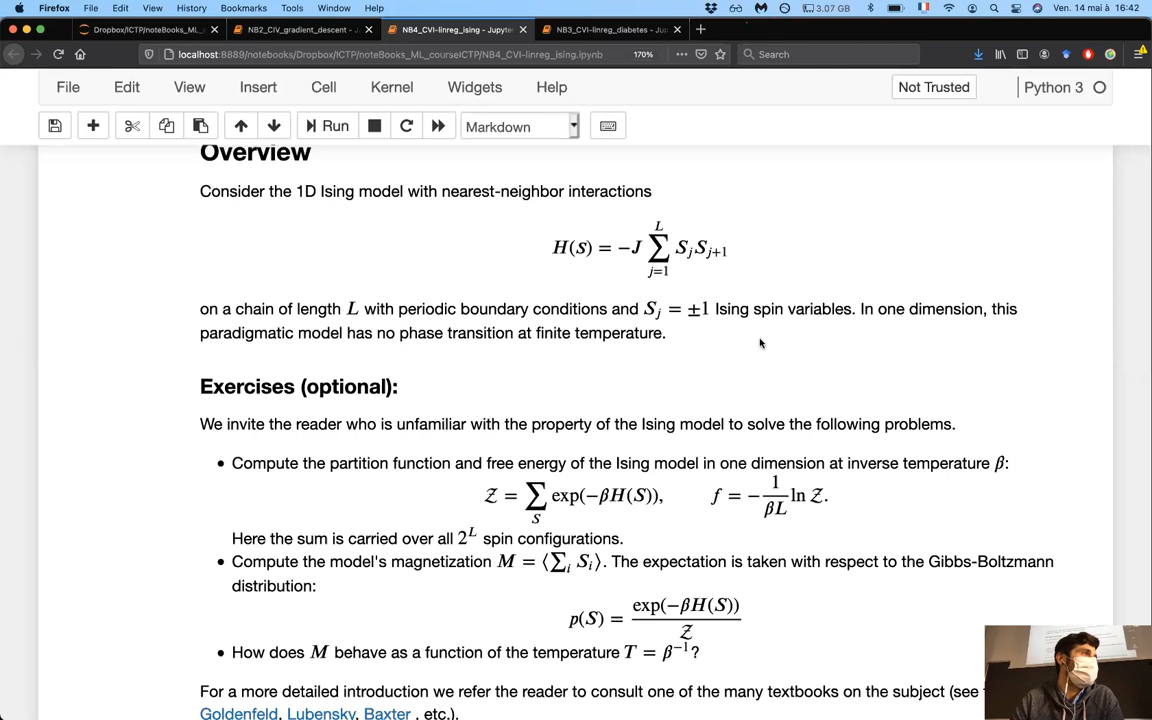 Firefox File Edit View History Bookmarks Tools Window Help 3.07 GB Ven. 14 mai à 16:42
Dropbox/ICTP/noteBooks_ML_ × NB2_CIV_gradient_descent - J × NB4_CVI-linreg_ising - Jupyte × NB3_CVI-linreg_diabetes - Ju × +
localhost:8889/notebooks/Dropbox/ICTP/noteBooks_ML_courseICTP/NB4_CVI-linreg_ising.ipynb 170% ... Search
File Edit View Insert Cell Kernel Widgets Help Not Trusted Python 3
Run Markdown
Overview
Consider the 1D Ising model with nearest-neighbor interactions
H(s) = −J ∑_{j=1}^{L} S_j S_{j+1}
on a chain of length L with periodic boundary conditions and S_j = ±1 Ising spin variables. In one dimension, this
paradigmatic model has no phase transition at finite temperature.
Exercises (optional):
We invite the reader who is unfamiliar with the property of the Ising model to solve the following problems.
• Compute the partition function and free energy of the Ising model in one dimension at inverse temperature β:
Z = ∑_S exp(−βH(S)), f = −1/(βL) ln Z.
Here the sum is carried over all 2^L spin configurations.
• Compute the model's magnetization M = ⟨∑_i S_i⟩. The expectation is taken with respect to the Gibbs-Boltzmann
distribution:
p(S) = exp(−βH(S))/Z
• How does M behave as a function of the temperature T = β^{−1}?
For a more detailed introduction we refer the reader to consult one of the many textbooks on the subject (see
Goldenfeld, Lubensky, Baxter , etc.).